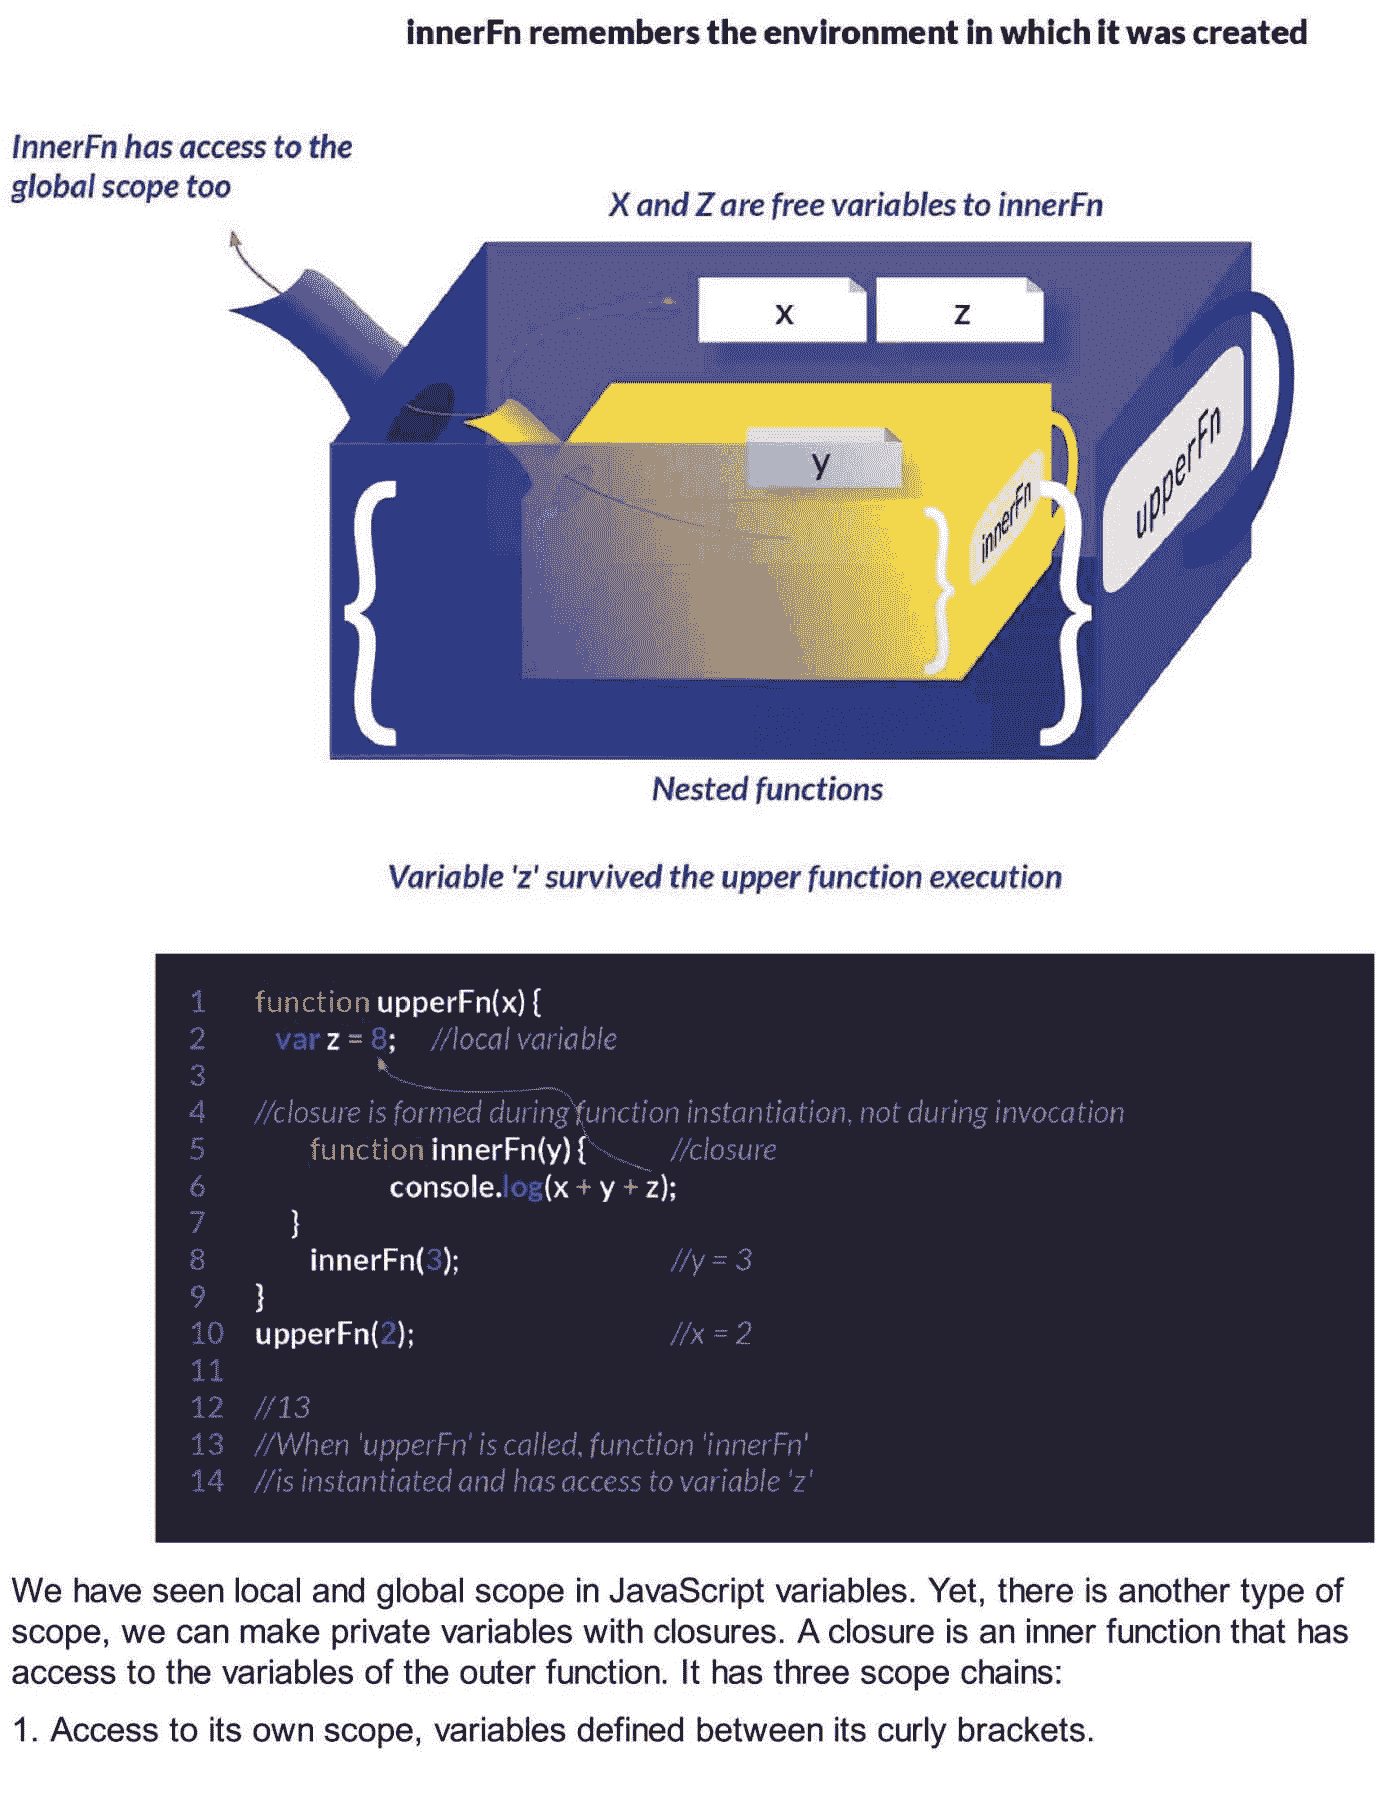 innerFn remembers the environment in which it was created
InnerFn has access to the
global scope too
X and Z are free variables to innerFn
x z
y
innerFn
upperFn
{ } }
Nested functions
Variable 'z' survived the upper function execution
1 function upperFn(x) {
2 var z = 8; //local variable
3
4 //closure is formed during function instantiation, not during invocation
5 function innerFn(y) { //closure
6 console.log(x + y + z);
7 }
8 innerFn(3); //y = 3
9 }
10 upperFn(2); //x = 2
11
12 //13
13 //When 'upperFn' is called, function 'innerFn'
14 //is instantiated and has access to variable 'z'
We have seen local and global scope in JavaScript variables. Yet, there is another type of
scope, we can make private variables with closures. A closure is an inner function that has
access to the variables of the outer function. It has three scope chains:
1. Access to its own scope, variables defined between its curly brackets.